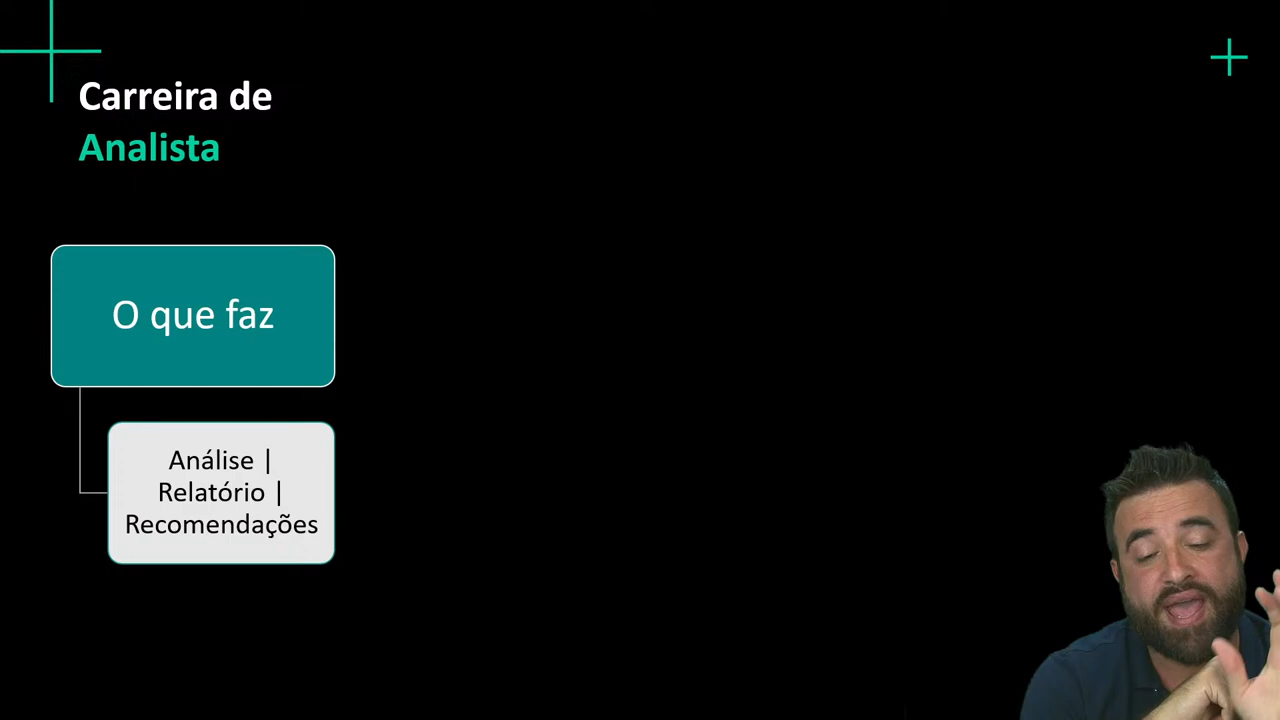 Carreira de
Analista
O que faz
Análise |
Relatório |
Recomendações